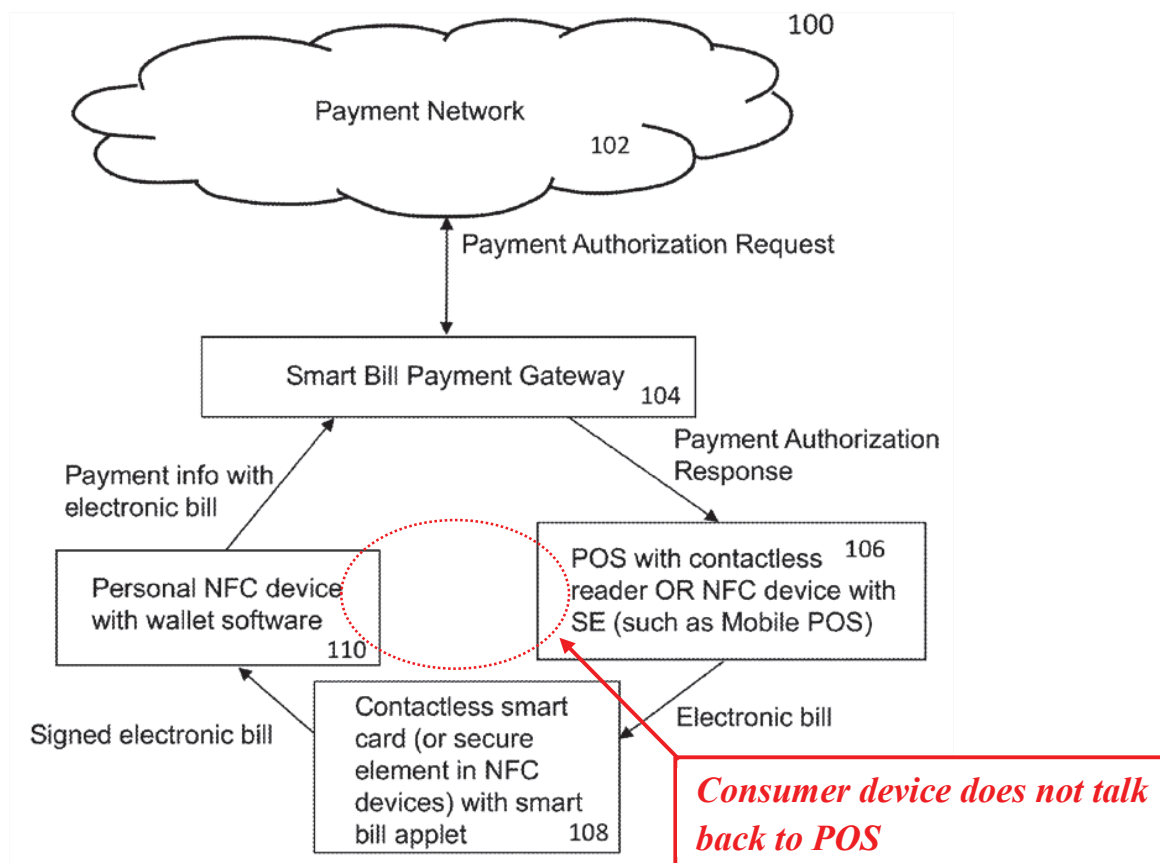 100
Payment Network
102
Payment Authorization Request
Smart Bill Payment Gateway
104
Payment info with
electronic bill
Payment Authorization
Response
Personal NFC device
with wallet software
110
POS with contactless
106
reader OR NFC device with
SE (such as Mobile POS)
Signed electronic bill
Contactless smart
card (or secure
element in NFC
devices) with smart
bill applet
108
Electronic bill
Consumer device does not talk
back to POS